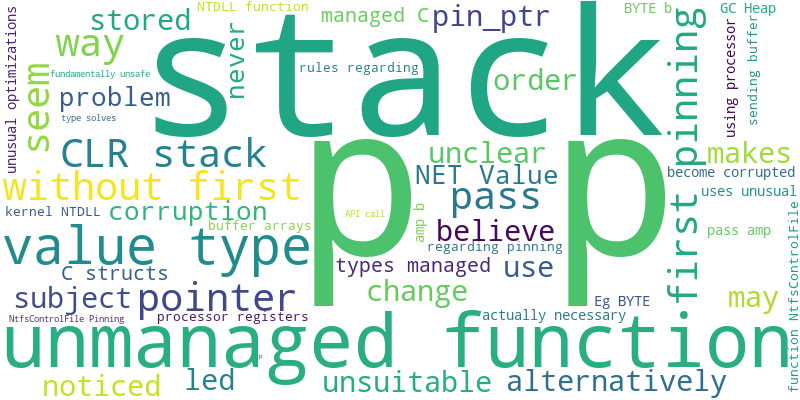 NTDLL function
managed C
pin_ptr
BYTE b
GC Heap
stored
stack
way
never
rules regarding
order
first pinning
using processor
sending buffer
unusual optimizations
seem
fundamentally unsafe
problem
type solves
CLR stack
p p
unclear
makes
NET Value
become corrupted
without first
pass
uses unusual
kernel NTDLL
corruption
API call
amp b
believe
buffer arrays
regarding pinning
pass amp
value type
C structs
types managed
use
function NtfsControlFile
subject
pointer
change
Eg BYTE
may
NtfsControlFile Pinning
processor registers
actually necessary
unmanaged function
P
noticed
led
unsuitable
alternatively